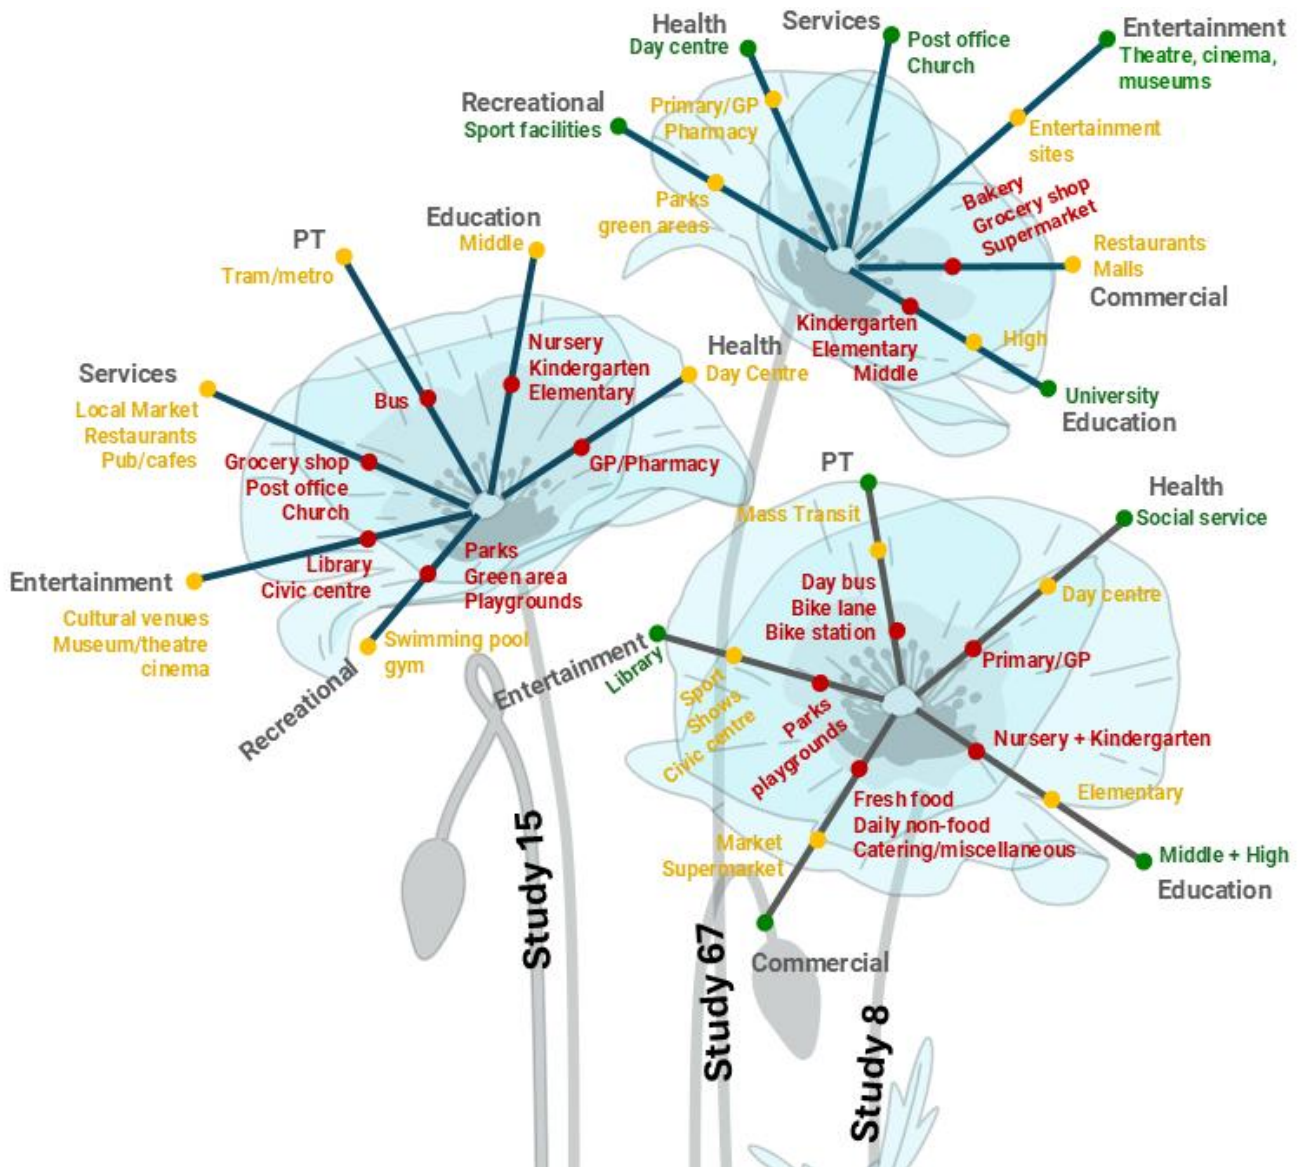 Health
Day centre
Services
Post office
Church
Entertainment
Theatre, cinema,
museums
Recreational
Sport facilities
Primary/GP
Pharmacy
Entertainment
sites
Parks
green areas
Bakery
Grocery shop
Supermarket
Restaurants
Malls
Commercial
Kindergarten
Elementary
Middle
High
University
Education
Education
Middle
PT
Tram/metro
Nursery
Kindergarten
Elementary
Health
Day Centre
Services
Local Market
Restaurants
Pub/cafes
Bus
GP/Pharmacy
Grocery shop
Post office
Church
Library
Civic centre
Parks
Green area
Playgrounds
Entertainment
Cultural venues
Museum/theatre
cinema
Swimming pool
gym
Recreational
PT
Mass Transit
Health
Social service
Day bus
Bike lane
Bike station
Day centre
Primary/GP
Entertainment
Library
Sport
Shows
Civic centre
Parks
playgrounds
Nursery + Kindergarten
Elementary
Fresh food
Daily non-food
Catering/miscellaneous
Market
Supermarket
Middle + High
Education
Commercial
Study 15
Study 67
Study 8